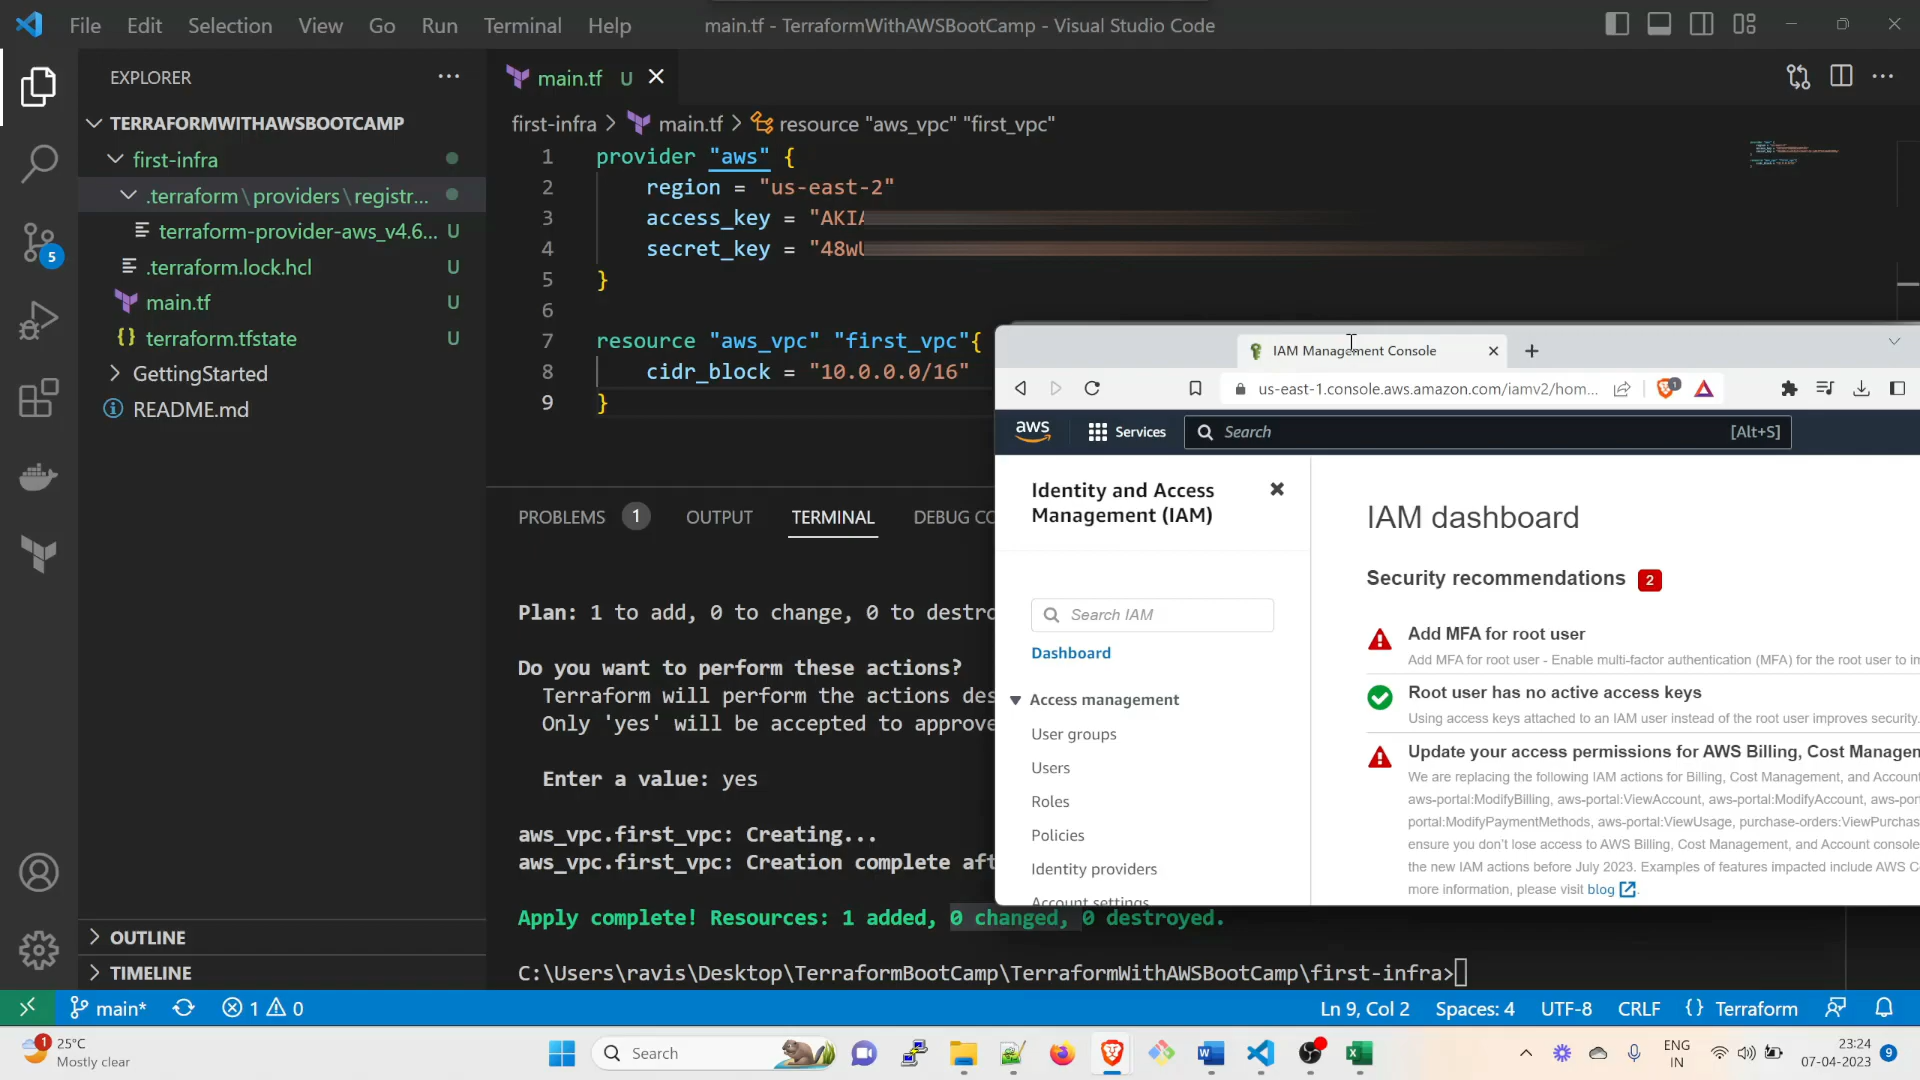 File Edit Selection View Go Run Terminal Help
main.tf - TerraformWithAWSBootCamp - Visual Studio Code
EXPLORER
TERRAFORMWITHAWSBOOTCAMP
first-infra
.terraform\providers\registr...
terraform-provider-aws_v4.6... U
.terraform.lock.hcl U
main.tf U
terraform.tfstate U
GettingStarted
README.md
5
OUTLINE
TIMELINE
main.tf U
first-infra > main.tf > resource "aws_vpc" "first_vpc"
1 provider "aws" {
2 region = "us-east-2"
3 access_key = "AKIA
4 secret_key = "48wU
5 }
6
7 resource "aws_vpc" "first_vpc"{
8 cidr_block = "10.0.0.0/16"
9 }
PROBLEMS 1 OUTPUT TERMINAL DEBUG CO
Plan: 1 to add, 0 to change, 0 to destro
Do you want to perform these actions?
Terraform will perform the actions des
Only 'yes' will be accepted to approve
Enter a value: yes
aws_vpc.first_vpc: Creating...
aws_vpc.first_vpc: Creation complete aft
Apply complete! Resources: 1 added, 0 changed, 0 destroyed.
C:\Users\ravis\Desktop\TerraformBootCamp\TerraformWithAWSBootCamp\first-infra>
IAM Management Console
us-east-1.console.aws.amazon.com/iamv2/hom...
1
aws Services Search [Alt+S]
Identity and Access
Management (IAM)
Search IAM
Dashboard
Access management
User groups
Users
Roles
Policies
Identity providers
Account settings
IAM dashboard
Security recommendations 2
Add MFA for root user
Add MFA for root user - Enable multi-factor authentication (MFA) for the root user to im
Root user has no active access keys
Using access keys attached to an IAM user instead of the root user improves security.
Update your access permissions for AWS Billing, Cost Managen
We are replacing the following IAM actions for Billing, Cost Management, and Account
aws-portal:ModifyBilling, aws-portal:ViewAccount, aws-portal:ModifyAccount, aws-port
portal:ModifyPaymentMethods, aws-portal:ViewUsage, purchase-orders:ViewPurchas
ensure you don't lose access to AWS Billing, Cost Management, and Account console
the new IAM actions before July 2023. Examples of features impacted include AWS C
more information, please visit blog
main* 1 0 Ln 9, Col 2 Spaces: 4 UTF-8 CRLF {} Terraform
1
25°C
Mostly clear
Search
ENG
IN
23:24
07-04-2023
9